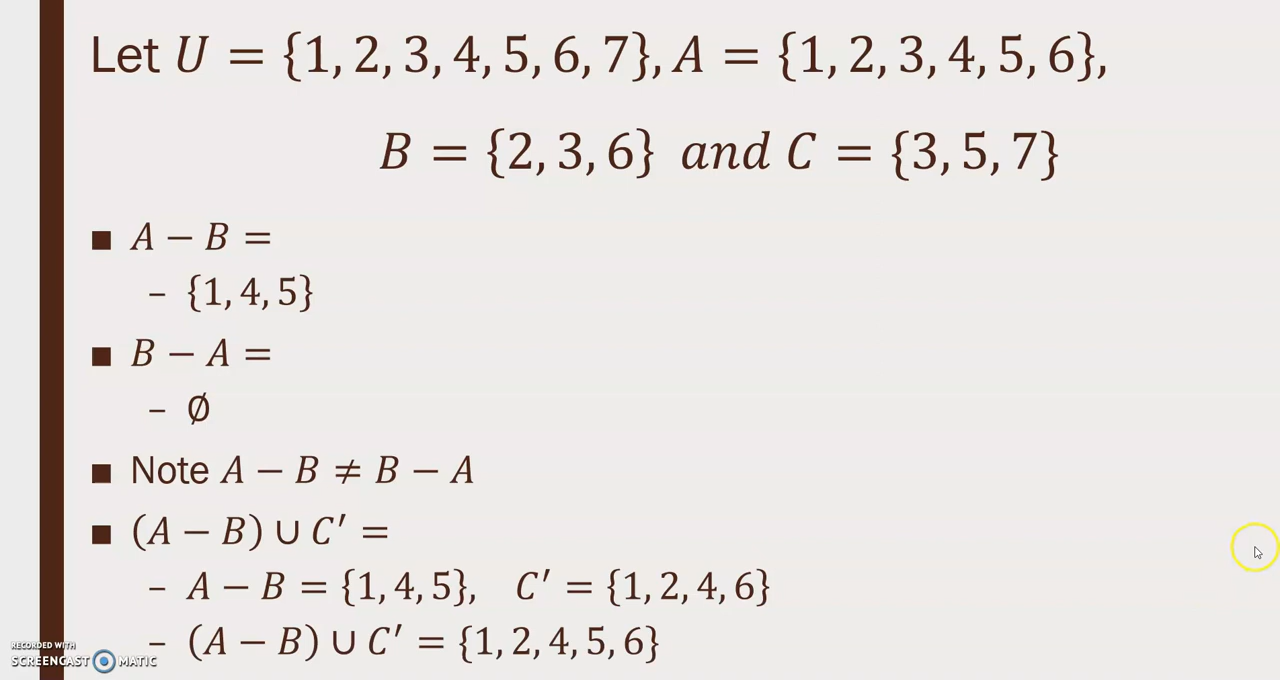 Let U = {1, 2, 3, 4, 5, 6, 7}, A = {1, 2, 3, 4, 5, 6},
B = {2, 3, 6} and C = {3, 5, 7}
■ A − B =
– {1, 4, 5}
■ B − A =
– ∅
■ Note A − B ≠ B − A
■ (A − B) ∪ C′ =
– A − B = {1, 4, 5}, C′ = {1, 2, 4, 6}
– (A − B) ∪ C′ = {1, 2, 4, 5, 6}
RECORDED WITH
SCREENCAST MATIC